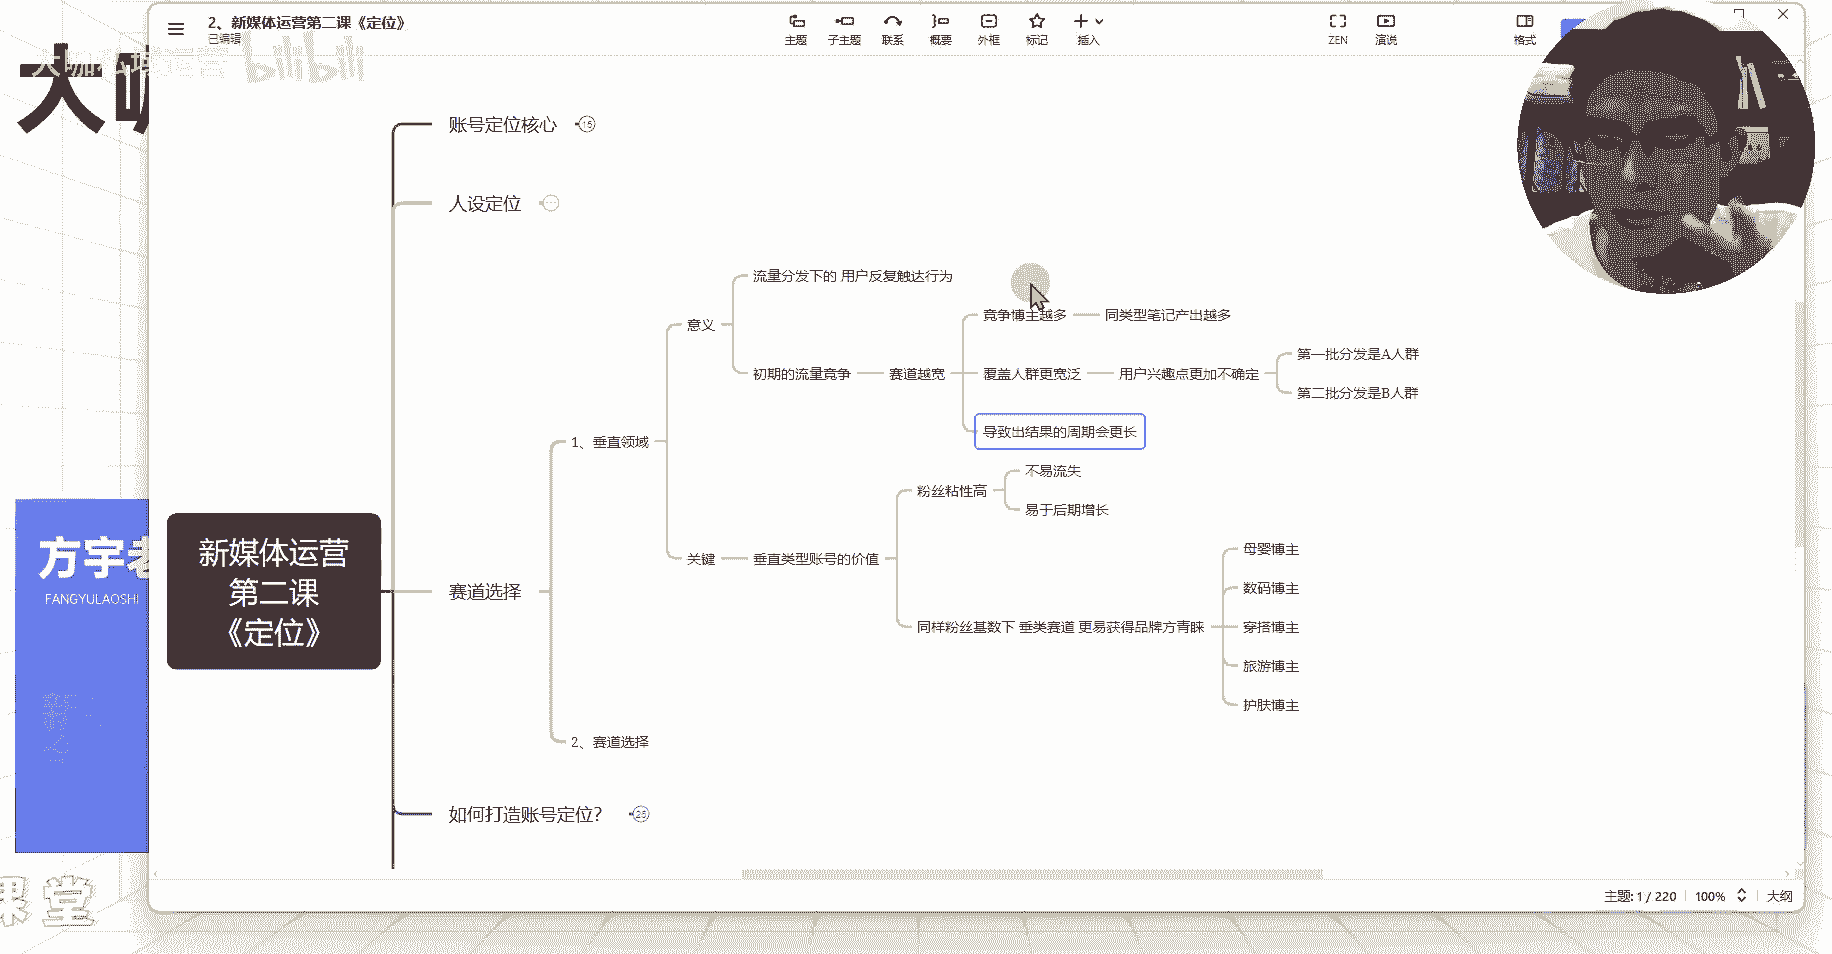 2、新媒体运营第二课《定位》
已编辑
主题
子主题
联系
概要
外框
标记
插入
ZEN
演说
格式
大咖私域运营
bilibili
大咖
账号定位核心
16
人设定位
流量分发下的 用户反复触达行为
意义
竞争博主越多
同类型笔记产出越多
初期的流量竞争
赛道越宽
覆盖人群更宽泛
用户兴趣点更加不确定
第一批分发是A人群
第二批分发是B人群
导致出结果的周期会更长
1、垂直领域
粉丝粘性高
不易流失
易于后期增长
关键
垂直类型账号的价值
母婴博主
数码博主
同样粉丝基数下 垂类赛道 更易获得品牌方青睐
穿搭博主
旅游博主
护肤博主
新媒体运营
第二课
《定位》
赛道选择
2、赛道选择
如何打造账号定位？
方宇老
FANGYULAOSHI
课堂
主题: 1 / 220
100%
大纲